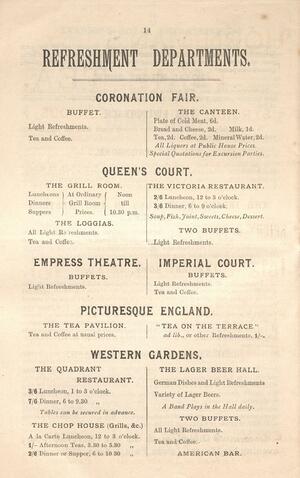 14
REFRESHMENT DEPARTMENTS.
CORONATION FAIR.
BUFFET.
Light Refreshments.
Tea and Coffee.
THE CANTEEN.
Plate of Cold Meat, 6d.
Bread and Cheese, 2d. Milk, 1d.
Tea, 2d. Coffee, 2d. Mineral Water, 2d.
All Liquors at Public House Prices.
Special Quotations for Excursion Parties.
QUEEN'S COURT.
THE GRILL ROOM.
Luncheons } At Ordinary { Noon
Dinners } Grill Room { till
Suppers } Prices. { 10.30 p.m.
THE LOGGIAS.
All Light Refreshments.
Tea and Coffee.
THE VICTORIA RESTAURANT.
2/6 Luncheon, 12 to 3 o'clock.
3/6 Dinner, 6 to 9 o'clock.
Soup, Fish, Joint, Sweets, Cheese, Dessert.
TWO BUFFETS.
Light Refreshments.
EMPRESS THEATRE.
BUFFETS.
Light Refreshments.
IMPERIAL COURT.
BUFFETS.
Light Refreshments.
Tea and Coffee.
PICTURESQUE ENGLAND.
THE TEA PAVILION.
Tea and Coffee at usual prices.
"TEA ON THE TERRACE,"
ad lib., or other Refreshments, 1/-.
WESTERN GARDENS.
THE QUADRANT
RESTAURANT.
3/6 Luncheon, 1 to 3 o'clock.
7/6 Dinner, 6 to 9.30 „
Tables can be secured in advance.
THE CHOP HOUSE (Grills, &c.)
A la Carte Luncheon, 12 to 3 o'clock.
1/- Afternoon Teas, 3.30 to 5.30 „
2/6 Dinner or Supper, 6 to 10.30 „
THE LAGER BEER HALL.
German Dishes and Light Refreshments
Variety of Lager Beers.
A Band Plays in the Hall daily.
TWO BUFFETS.
All Light Refreshments.
Tea and Coffee.
AMERICAN BAR.